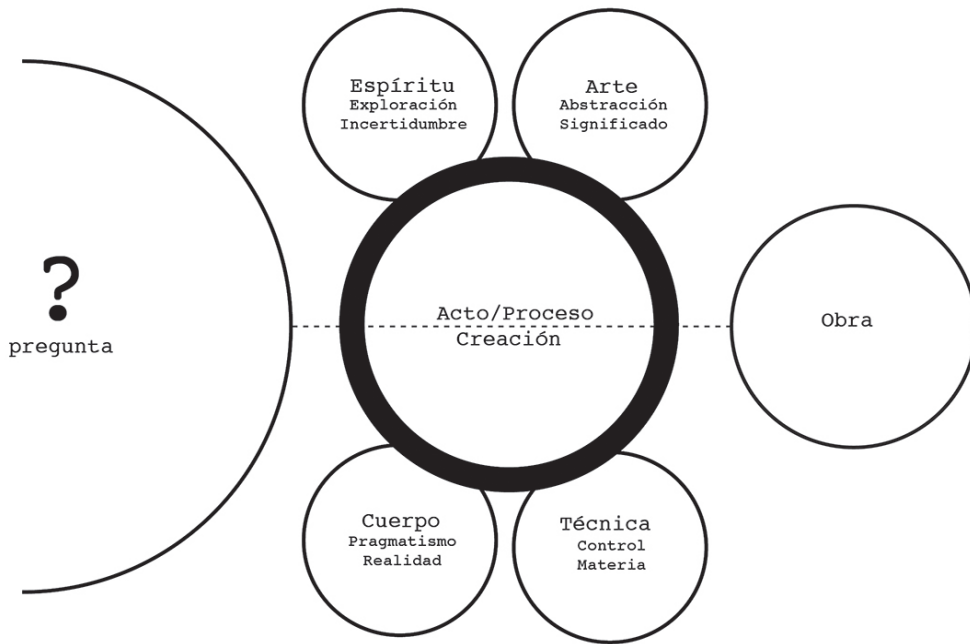 ?
pregunta
Espíritu
Exploración
Incertidumbre
Arte
Abstracción
Significado
Acto/Proceso
Creación
Obra
Cuerpo
Pragmatismo
Realidad
Técnica
Control
Materia